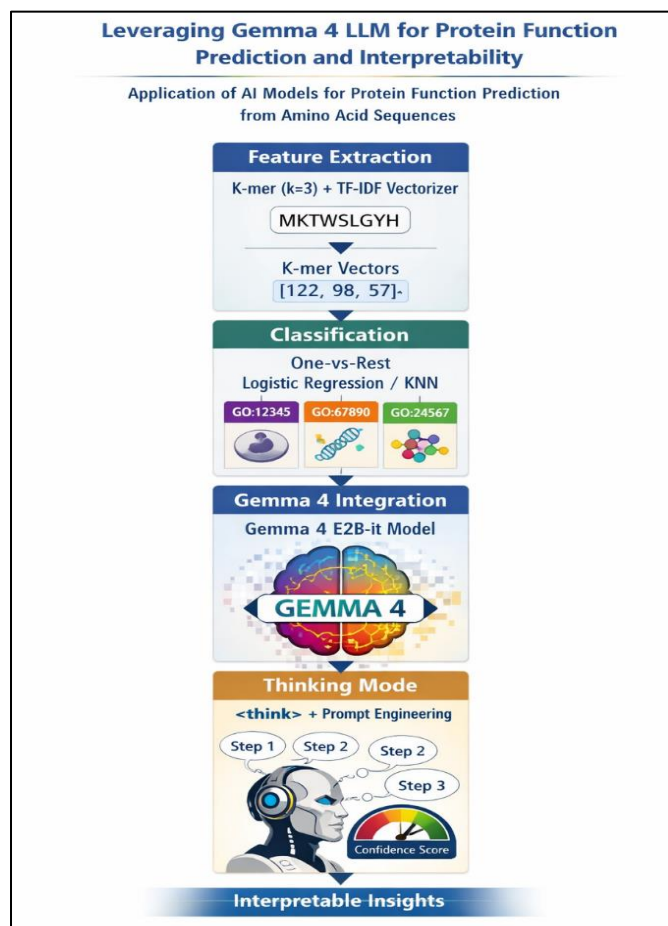 Leveraging Gemma 4 LLM for Protein Function
Prediction and Interpretability
Application of AI Models for Protein Function Prediction
from Amino Acid Sequences
Feature Extraction
K-mer (k=3) + TF-IDF Vectorizer
MKTWSLGYH
K-mer Vectors
[122, 98, 57]
Classification
One-vs-Rest
Logistic Regression / KNN
GO:12345 GO:67890 GO:24567
Gemma 4 Integration
Gemma 4 E2B-it Model
GEMMA 4
Thinking Mode
<think> + Prompt Engineering
Step 1 Step 2 Step 2
Step 3
Confidence Score
Interpretable Insights